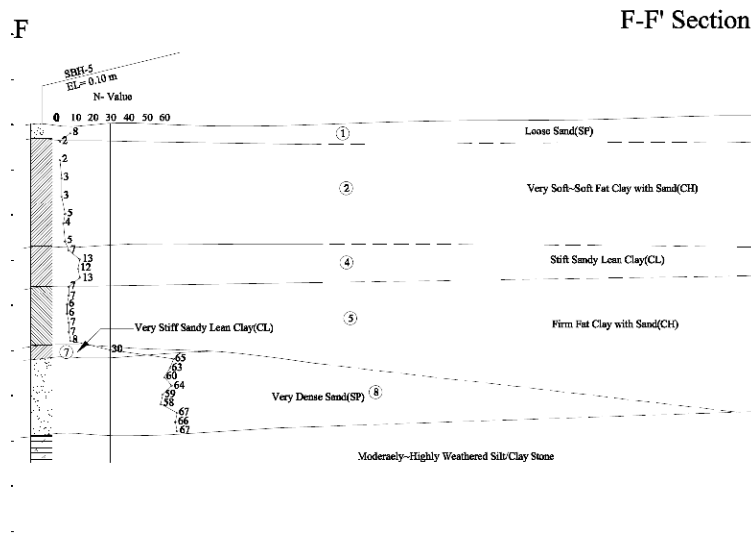 F
F-F' Section
SBH-5
EL= 0.10 m
N- Value
0 10 20 30 40 50 60
8
1
Loose Sand(SP)
2
2
3
2
Very Soft~Soft Fat Clay with Sand(CH)
3
5
4
5
7
13
4
Stiff Sandy Lean Clay(CL)
12
13
7
7
6
6
5
Firm Fat Clay with Sand(CH)
7
7
Very Stiff Sandy Lean Clay(CL)
8
7
30
65
63
60
64
59
Very Dense Sand(SP)
8
58
67
66
67
Moderaely~Highly Weathered Silt/Clay Stone